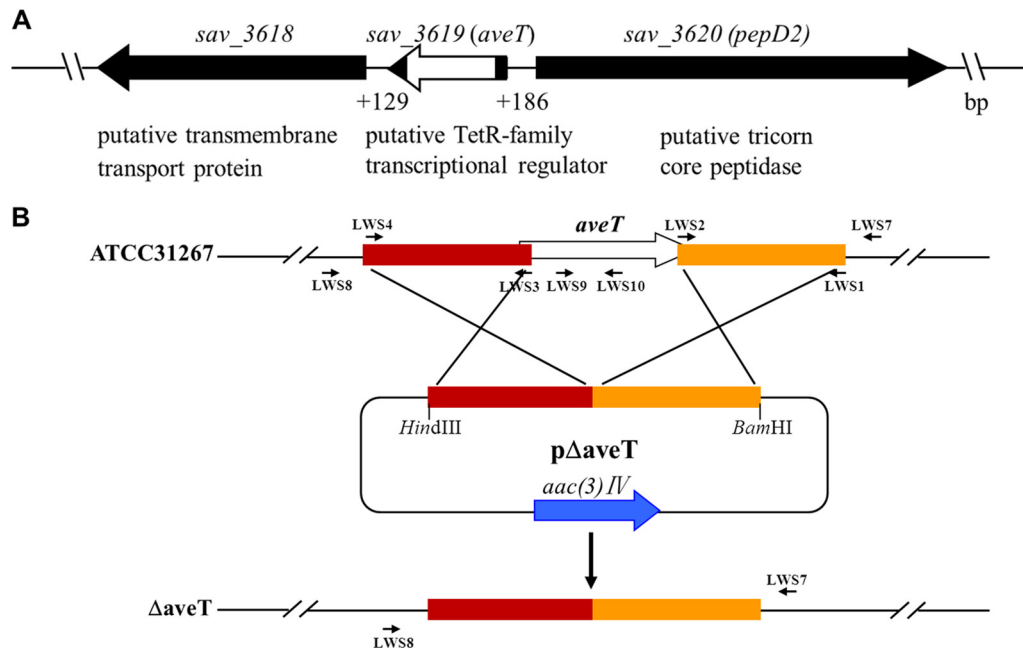 A
sav_3618
sav_3619 (aveT)
sav_3620 (pepD2)
+129
+186
bp
putative transmembrane
transport protein
putative TetR-family
transcriptional regulator
putative tricorn
core peptidase
B
LWS4
aveT
LWS2
LWS7
ATCC31267
LWS8
LWS3
LWS9
LWS10
LWS1
HindIII
BamHI
pΔaveT
aac(3)IV
LWS7
ΔaveT
LWS8